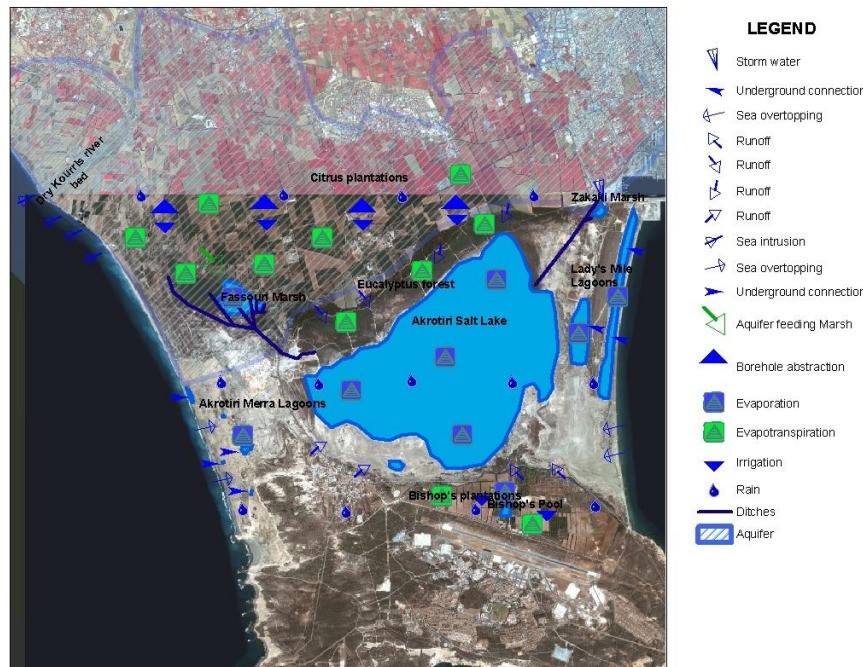 LEGEND
Storm water
Underground connection
Sea overtopping
Runoff
Runoff
Runoff
Runoff
Sea intrusion
Sea overtopping
Underground connection
Aquifer feeding Marsh
Borehole abstraction
Evaporation
Evapotranspiration
Irrigation
Rain
Ditches
Aquifer
Dry Kourris river
bed
Citrus plantations
Zakaki Marsh
Lady's Mile
Lagoons
Eucalyptus forest
Fassouri Marsh
Akrotiri Salt Lake
Akrotiri Merra Lagoons
Bishop's plantations
Bishop's Pool